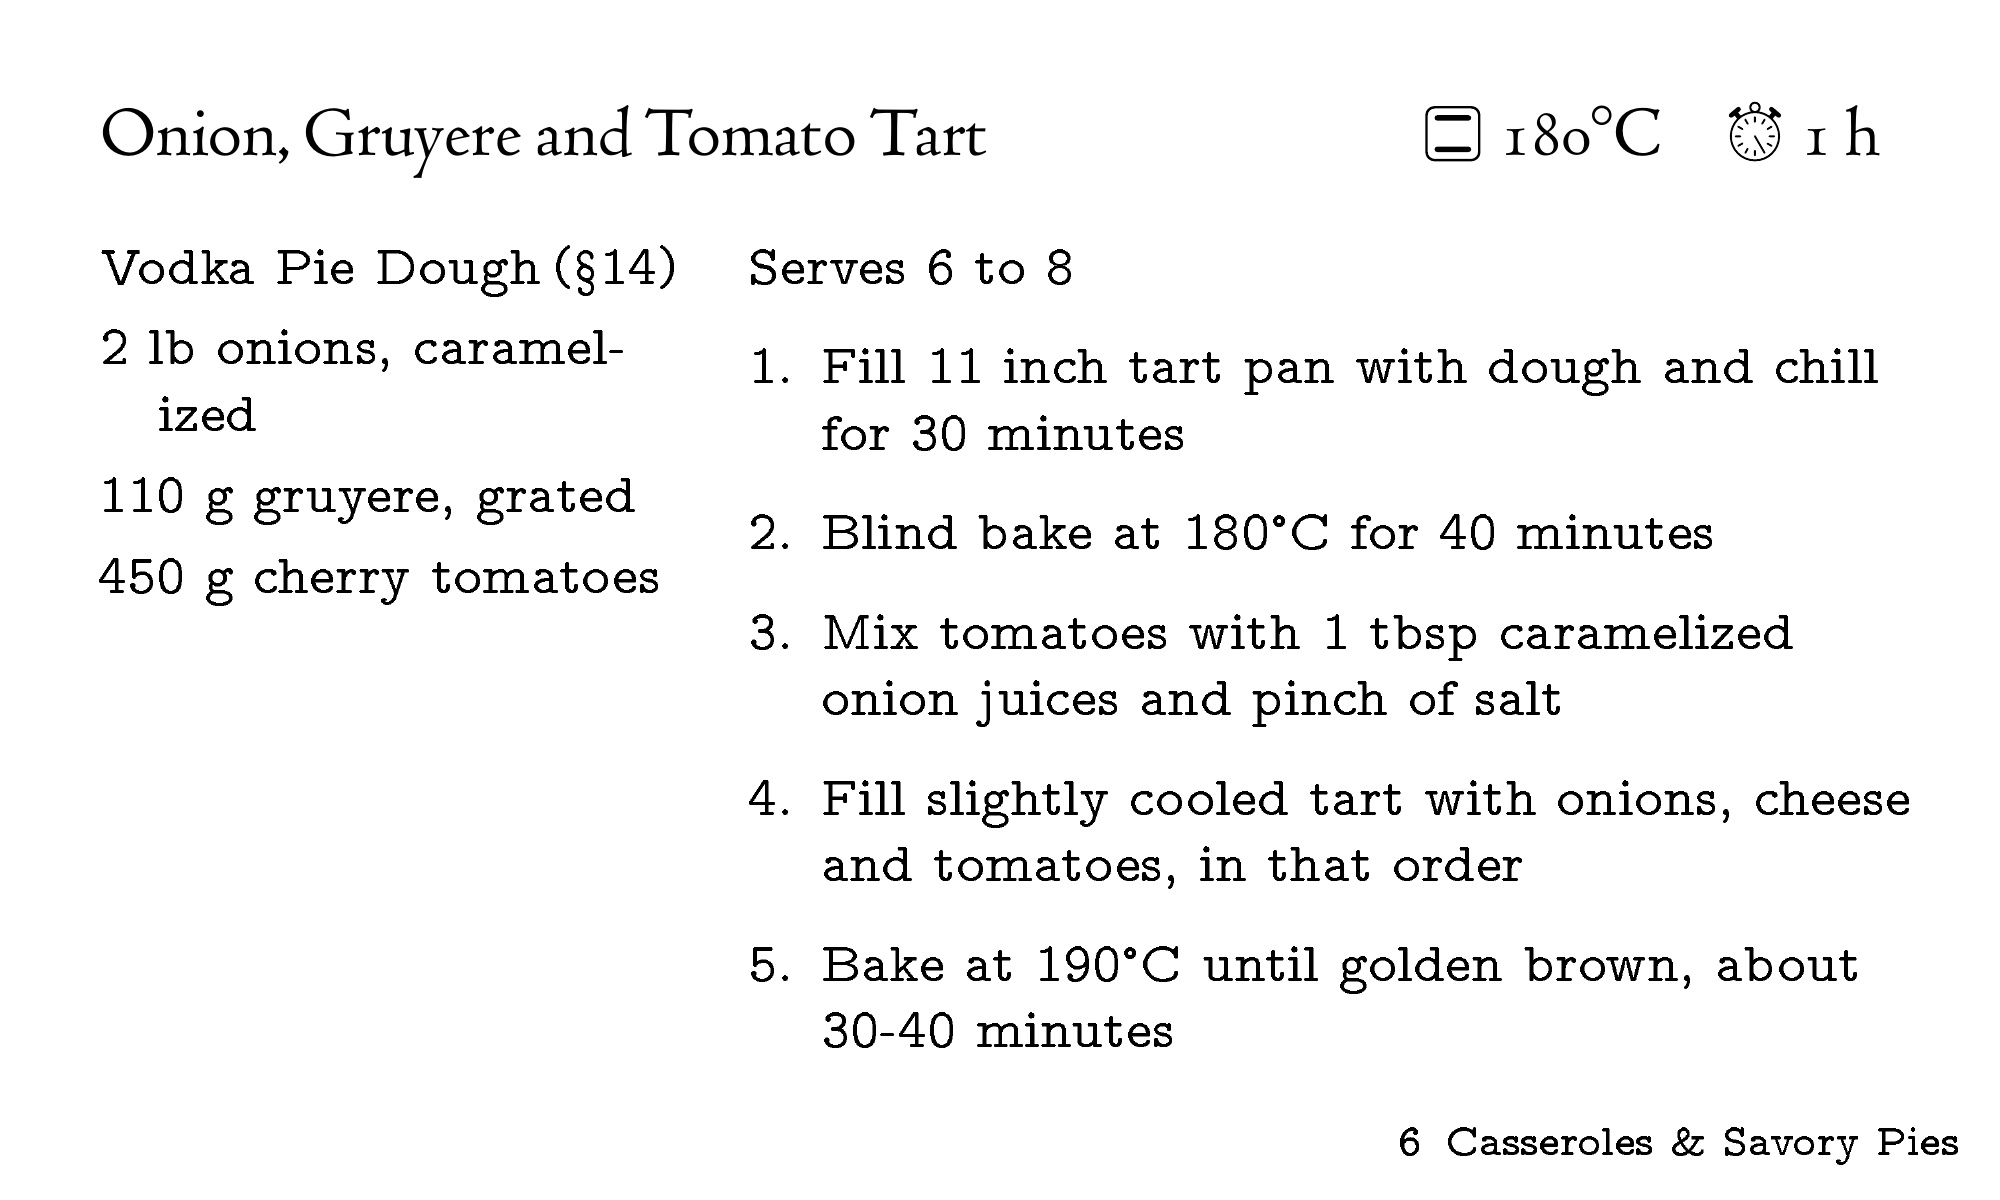 Onion, Gruyere and Tomato Tart
180°C 1 h
Vodka Pie Dough (§14)
2 lb onions, caramel-
ized
110 g gruyere, grated
450 g cherry tomatoes
Serves 6 to 8
1. Fill 11 inch tart pan with dough and chill
for 30 minutes
2. Blind bake at 180°C for 40 minutes
3. Mix tomatoes with 1 tbsp caramelized
onion juices and pinch of salt
4. Fill slightly cooled tart with onions, cheese
and tomatoes, in that order
5. Bake at 190°C until golden brown, about
30-40 minutes
6 Casseroles & Savory Pies